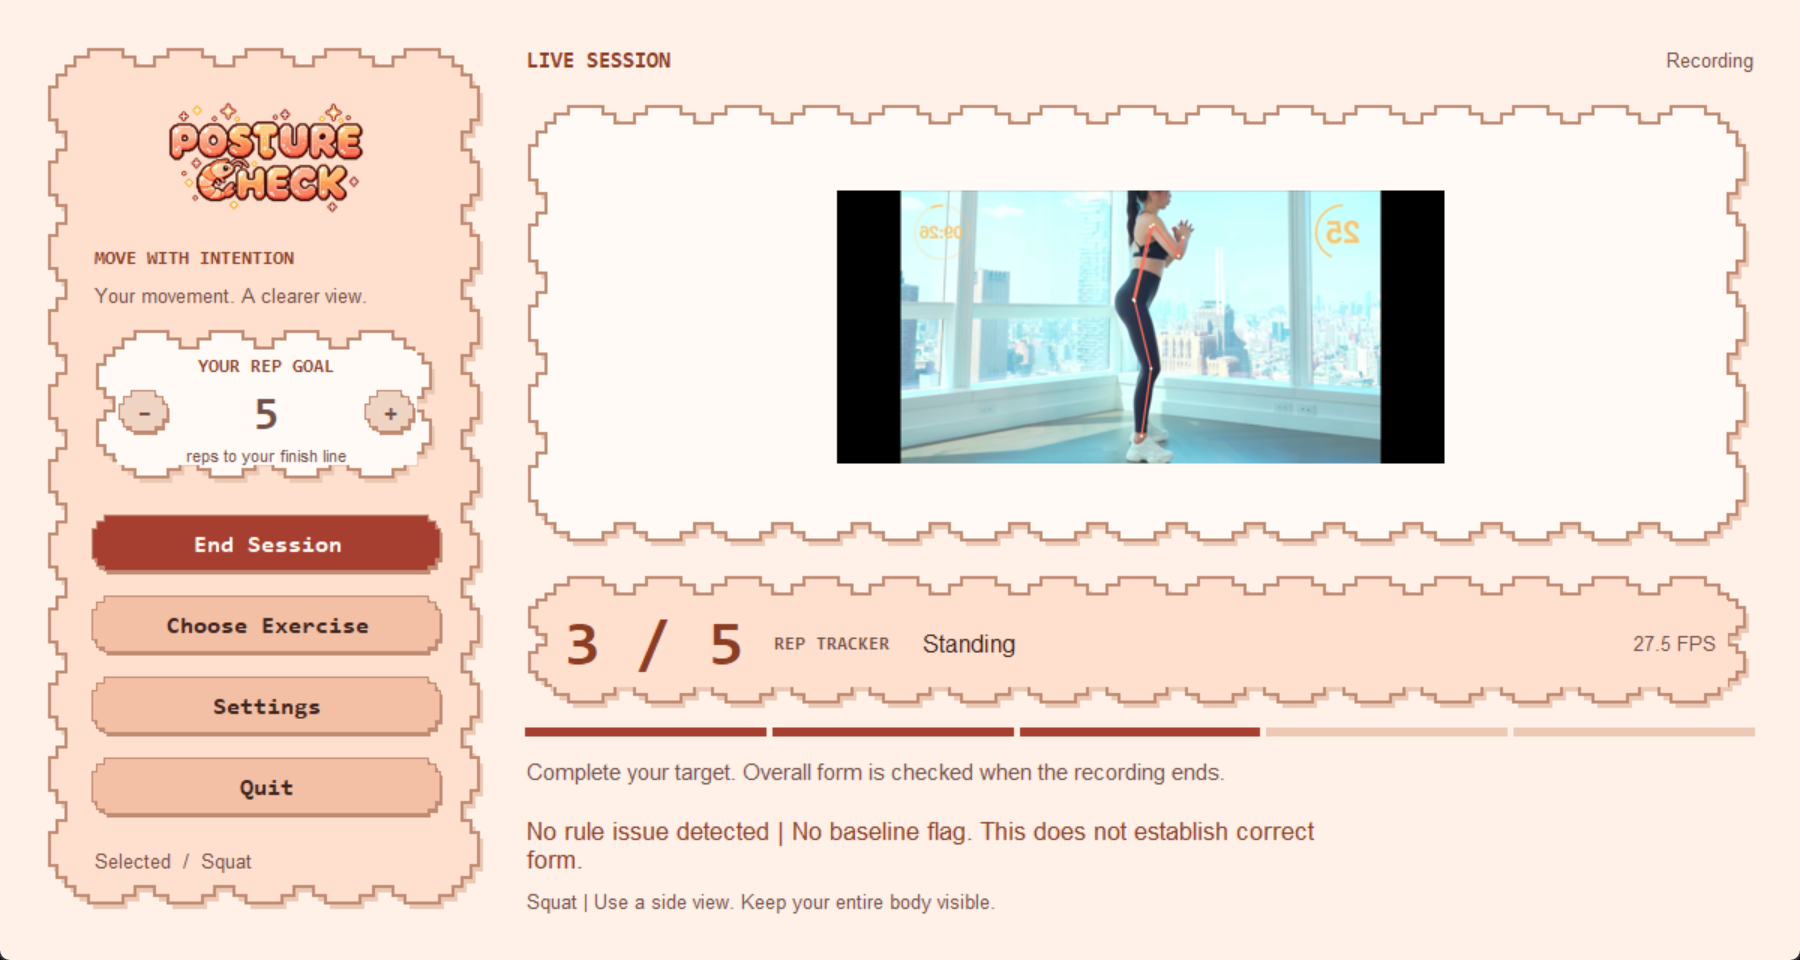 POSTURE
CHECK
MOVE WITH INTENTION
Your movement. A clearer view.
YOUR REP GOAL
- 5 +
reps to your finish line
End Session
Choose Exercise
Settings
Quit
Selected / Squat
LIVE SESSION
Recording
09:26
25
3 / 5 REP TRACKER Standing 27.5 FPS
Complete your target. Overall form is checked when the recording ends.
No rule issue detected | No baseline flag. This does not establish correct
form.
Squat | Use a side view. Keep your entire body visible.